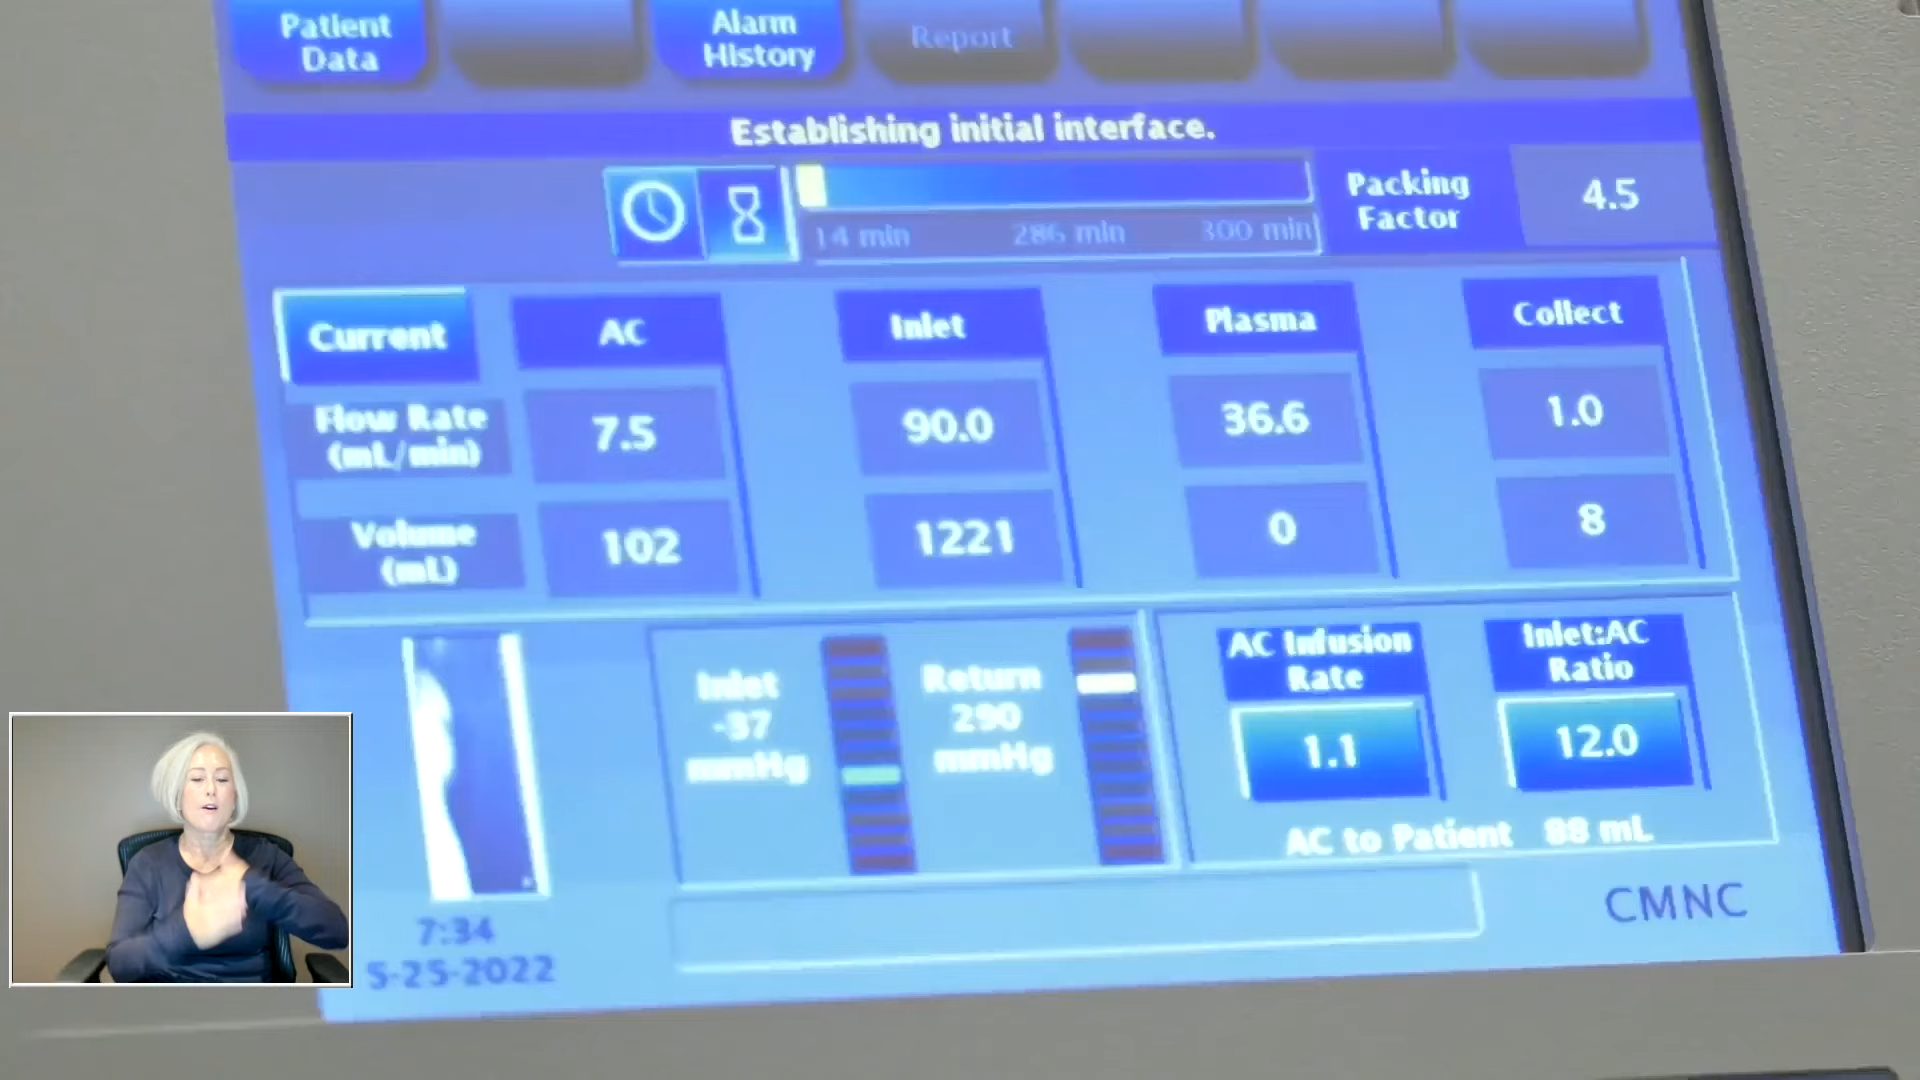 Patient
Data
Alarm
History
Report
Establishing initial interface.
14 min 286 min 300 min
Packing
Factor
4.5
Current AC Inlet Plasma Collect
Flow Rate
(mL/min)
7.5 90.0 36.6 1.0
Volume
(mL)
102 1221 0 8
Inlet
-37
mmHg
Return
290
mmHg
AC Infusion
Rate
1.1
Inlet:AC
Ratio
12.0
AC to Patient 88 mL
7:34
5-25-2022
CMNC